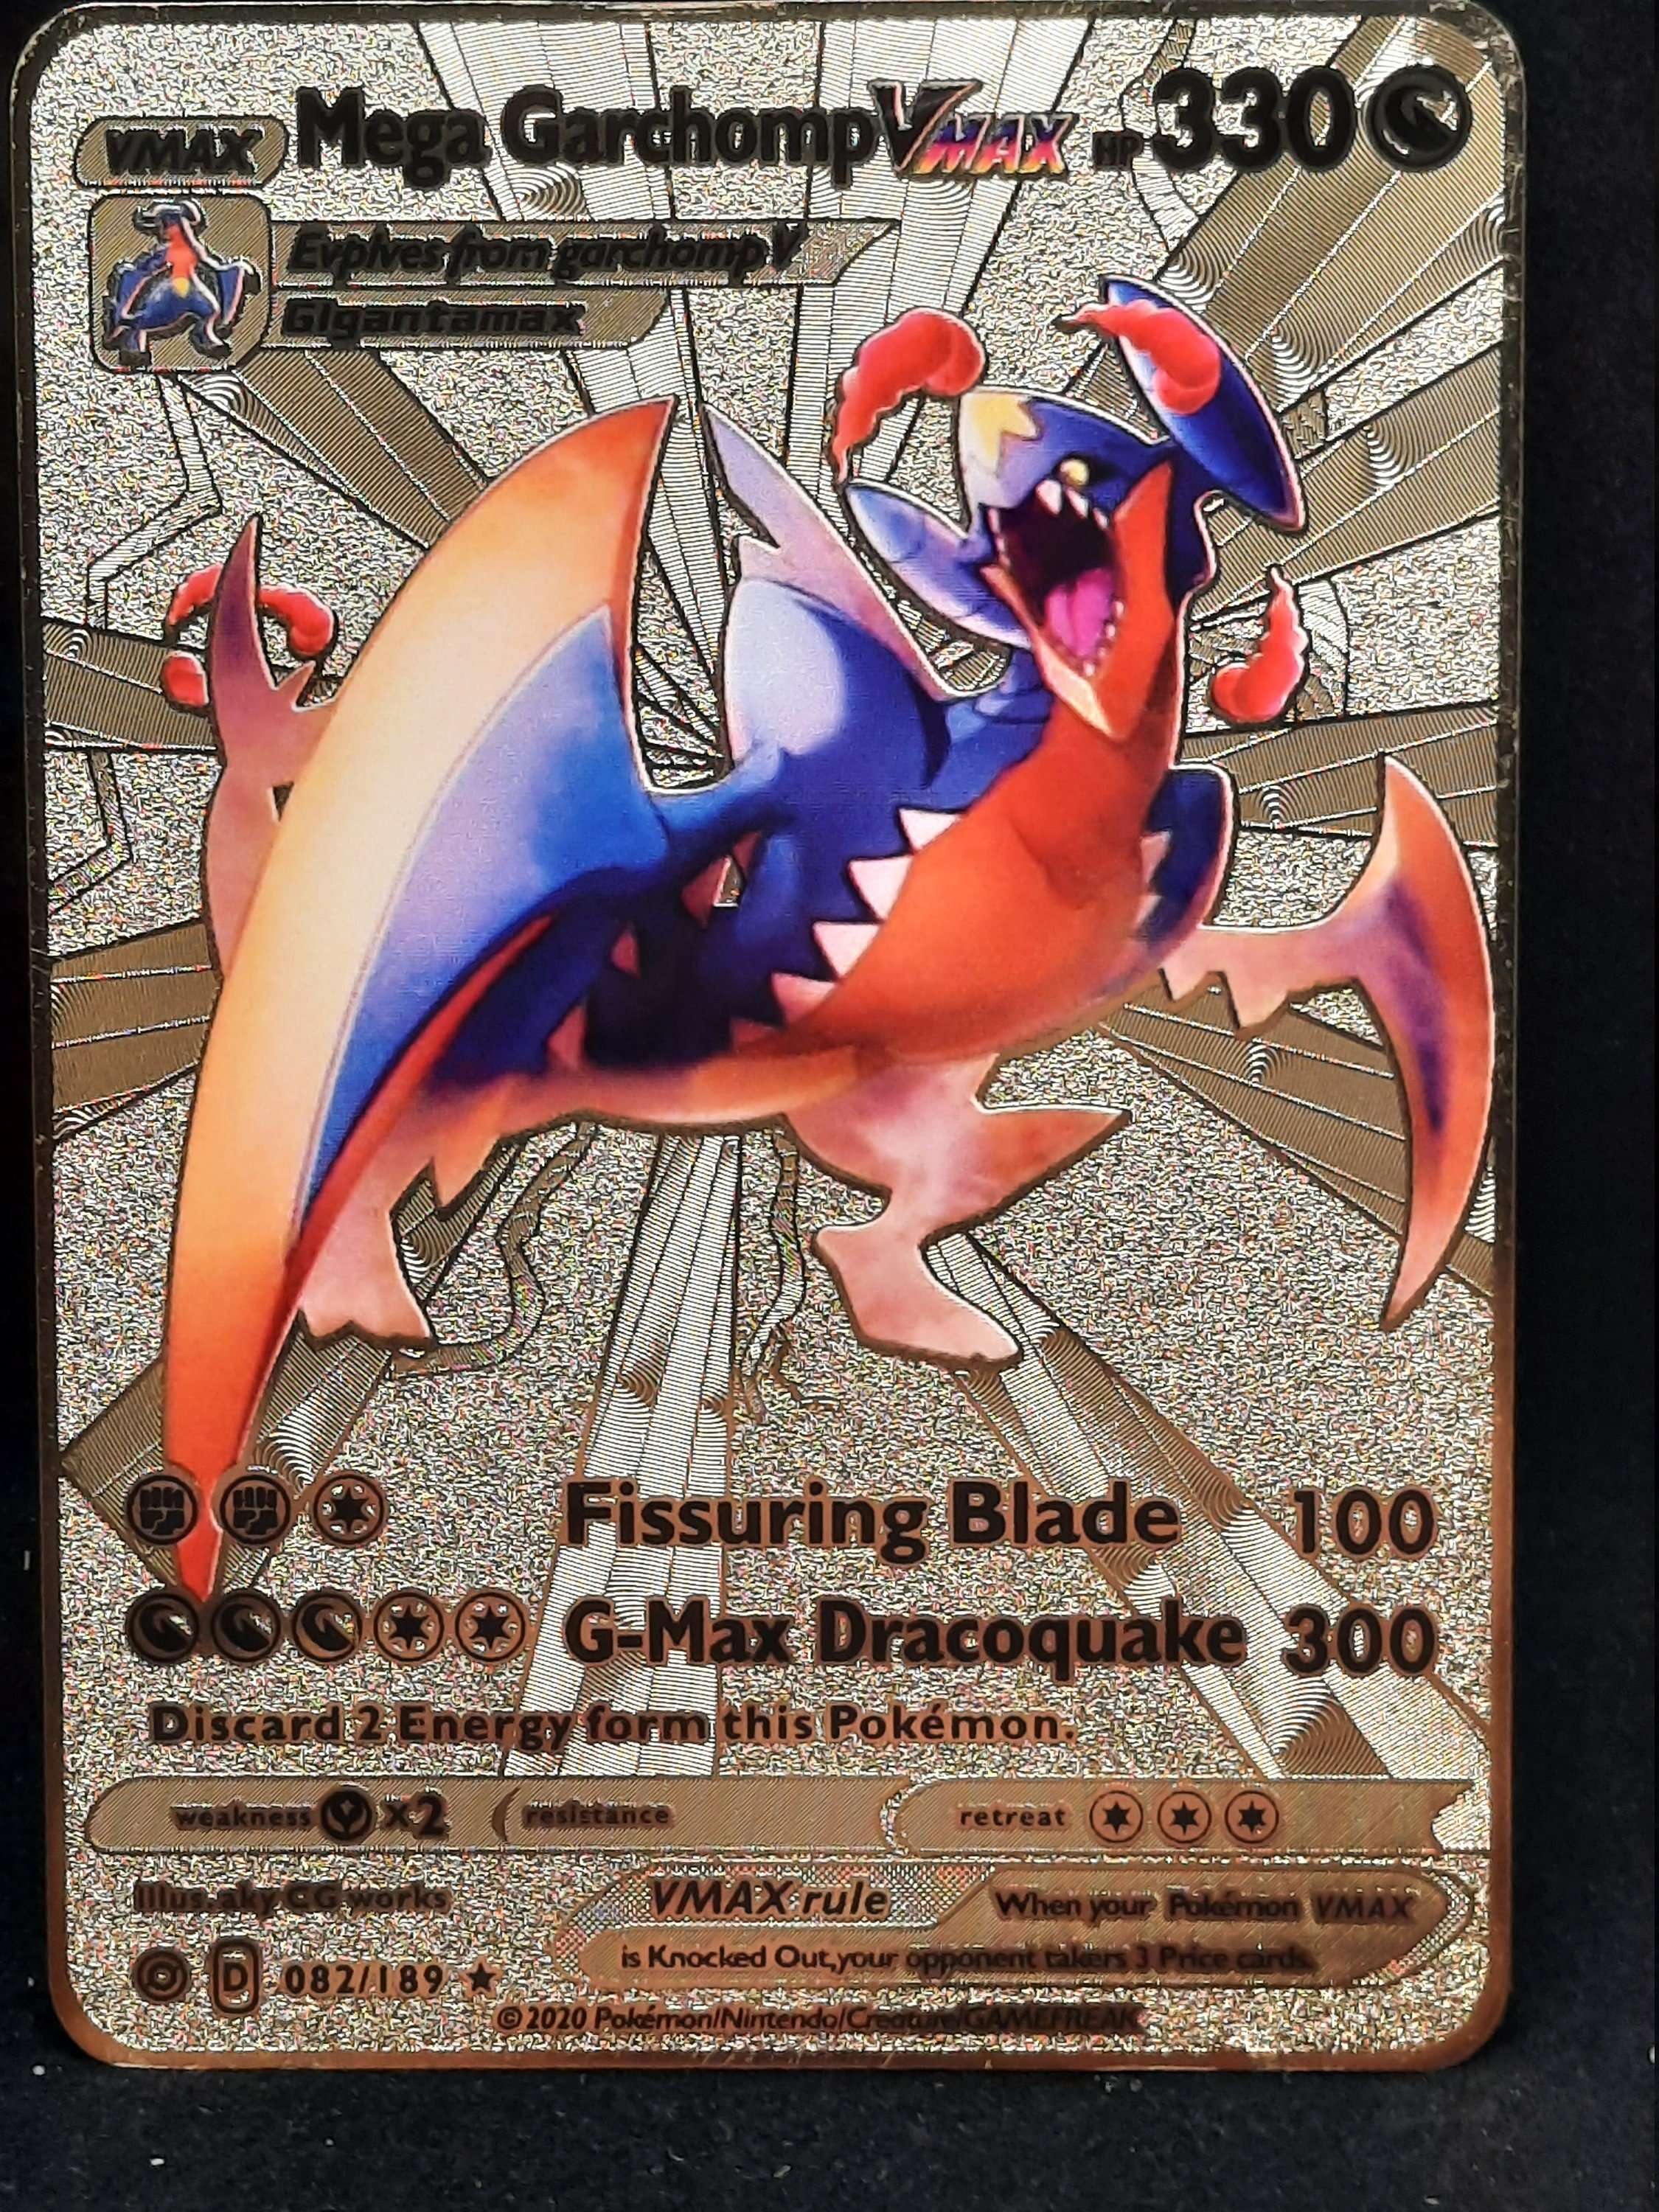 VMAX Mega Garchomp VMAX HP 330
Evplves from garchomp V
GIgantamax
Fissuring Blade 100
G-Max Dracoquake 300
Discard 2 Energy form this Pokémon.
weakness x2 resistance retreat
Illus.aky CG works
VMAX rule When your Pokémon VMAX
is Knocked Out,your opponent takers 3 Price cards.
D 082/189
©2020 Pokémon/Nintendo/Creature/GAMEFREAK